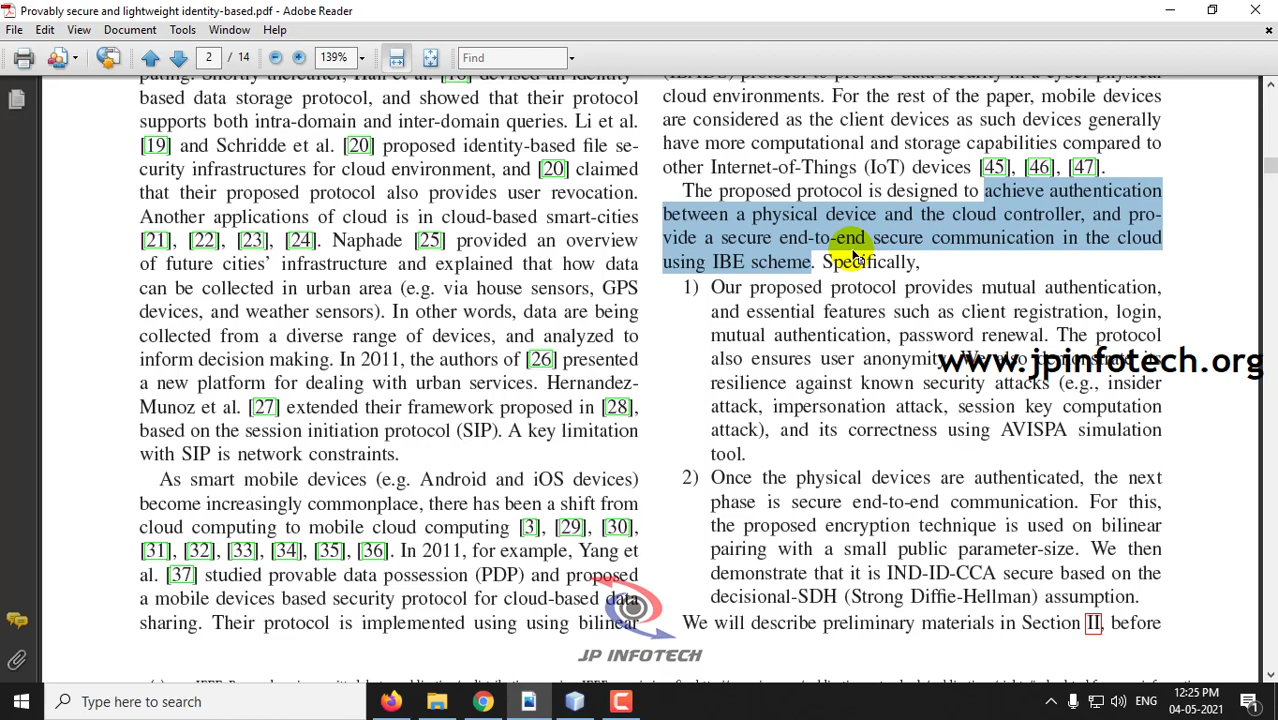 Provably secure and lightweight identity-based.pdf - Adobe Reader
File Edit View Document Tools Window Help
2 / 14 139% Find
based data storage protocol, and showed that their protocol
supports both intra-domain and inter-domain queries. Li et al.
[19] and Schridde et al. [20] proposed identity-based file se-
curity infrastructures for cloud environment, and [20] claimed
that their proposed protocol also provides user revocation.
Another applications of cloud is in cloud-based smart-cities
[21], [22], [23], [24]. Naphade [25] provided an overview
of future cities' infrastructure and explained that how data
can be collected in urban area (e.g. via house sensors, GPS
devices, and weather sensors). In other words, data are being
collected from a diverse range of devices, and analyzed to
inform decision making. In 2011, the authors of [26] presented
a new platform for dealing with urban services. Hernandez-
Munoz et al. [27] extended their framework proposed in [28],
based on the session initiation protocol (SIP). A key limitation
with SIP is network constraints.
As smart mobile devices (e.g. Android and iOS devices)
become increasingly commonplace, there has been a shift from
cloud computing to mobile cloud computing [3], [29], [30],
[31], [32], [33], [34], [35], [36]. In 2011, for example, Yang et
al. [37] studied provable data possession (PDP) and proposed
a mobile devices based security protocol for cloud-based data
sharing. Their protocol is implemented using using bilinear
protocol to provide data security in a cyber-physical
cloud environments. For the rest of the paper, mobile devices
are considered as the client devices as such devices generally
have more computational and storage capabilities compared to
other Internet-of-Things (IoT) devices [45], [46], [47].
The proposed protocol is designed to achieve authentication
between a physical device and the cloud controller, and pro-
vide a secure end-to-end secure communication in the cloud
using IBE scheme. Specifically,
1) Our proposed protocol provides mutual authentication,
and essential features such as client registration, login,
mutual authentication, password renewal. The protocol
also ensures user anonymity. We also demonstrate its
resilience against known security attacks (e.g., insider
attack, impersonation attack, session key computation
attack), and its correctness using AVISPA simulation
tool.
2) Once the physical devices are authenticated, the next
phase is secure end-to-end communication. For this,
the proposed encryption technique is used on bilinear
pairing with a small public parameter-size. We then
demonstrate that it is IND-ID-CCA secure based on the
decisional-SDH (Strong Diffie-Hellman) assumption.
We will describe preliminary materials in Section II, before
www.jpinfotech.org
JP INFOTECH
Type here to search
ENG
12:25 PM
04-05-2021
1